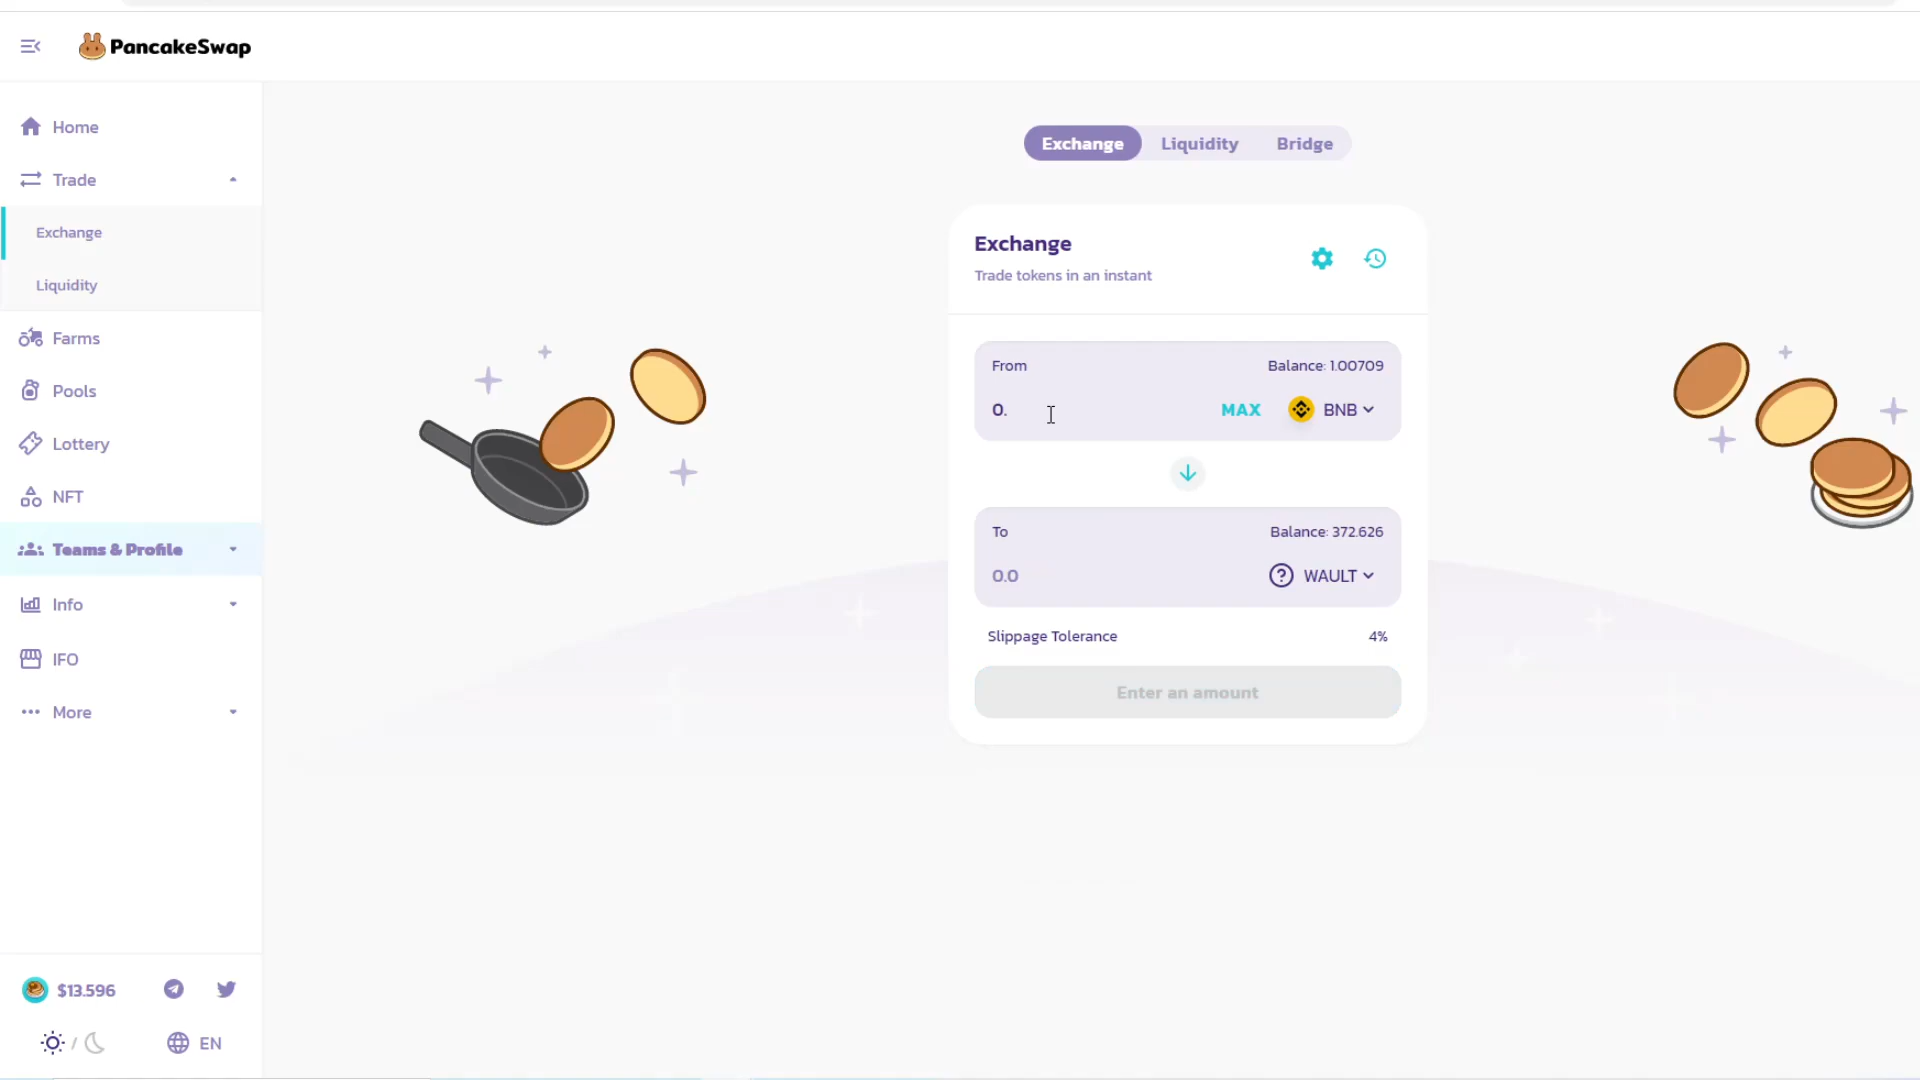 PancakeSwap
Home
Trade
Exchange
Liquidity
Farms
Pools
Lottery
NFT
Teams & Profile
Info
IFO
More
$13.596
/
EN
Exchange Liquidity Bridge
Exchange
Trade tokens in an instant
From Balance: 1.00709
0. MAX BNB
To Balance: 372.626
0.0 ? WAULT
Slippage Tolerance 4%
Enter an amount